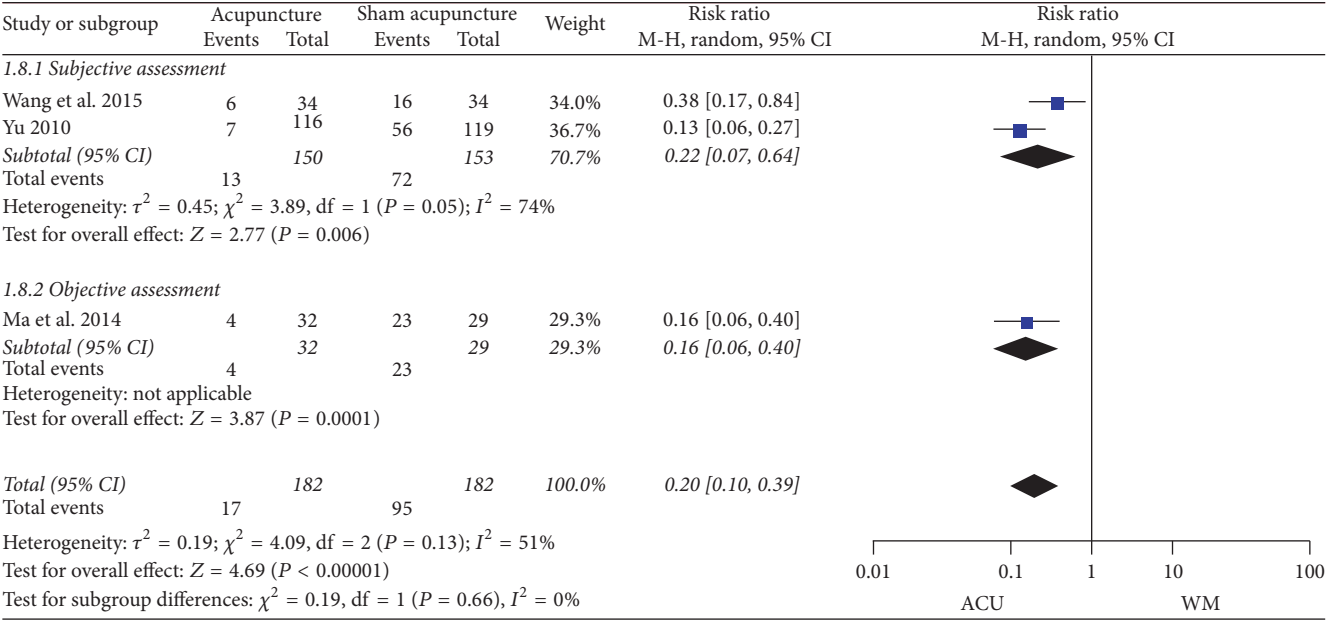 Study or subgroup Acupuncture Sham acupuncture Weight Risk ratio Risk ratio
Events Total Events Total M-H, random, 95% CI M-H, random, 95% CI
1.8.1 Subjective assessment
Wang et al. 2015 6 34 16 34 34.0% 0.38 [0.17, 0.84]
Yu 2010 7 116 56 119 36.7% 0.13 [0.06, 0.27]
Subtotal (95% CI) 150 153 70.7% 0.22 [0.07, 0.64]
Total events 13 72
Heterogeneity: τ² = 0.45; χ² = 3.89, df = 1 (P = 0.05); I² = 74%
Test for overall effect: Z = 2.77 (P = 0.006)
1.8.2 Objective assessment
Ma et al. 2014 4 32 23 29 29.3% 0.16 [0.06, 0.40]
Subtotal (95% CI) 32 29 29.3% 0.16 [0.06, 0.40]
Total events 4 23
Heterogeneity: not applicable
Test for overall effect: Z = 3.87 (P = 0.0001)
Total (95% CI) 182 182 100.0% 0.20 [0.10, 0.39]
Total events 17 95
Heterogeneity: τ² = 0.19; χ² = 4.09, df = 2 (P = 0.13); I² = 51%
Test for overall effect: Z = 4.69 (P < 0.00001) 0.01 0.1 1 10 100
Test for subgroup differences: χ² = 0.19, df = 1 (P = 0.66), I² = 0% ACU WM